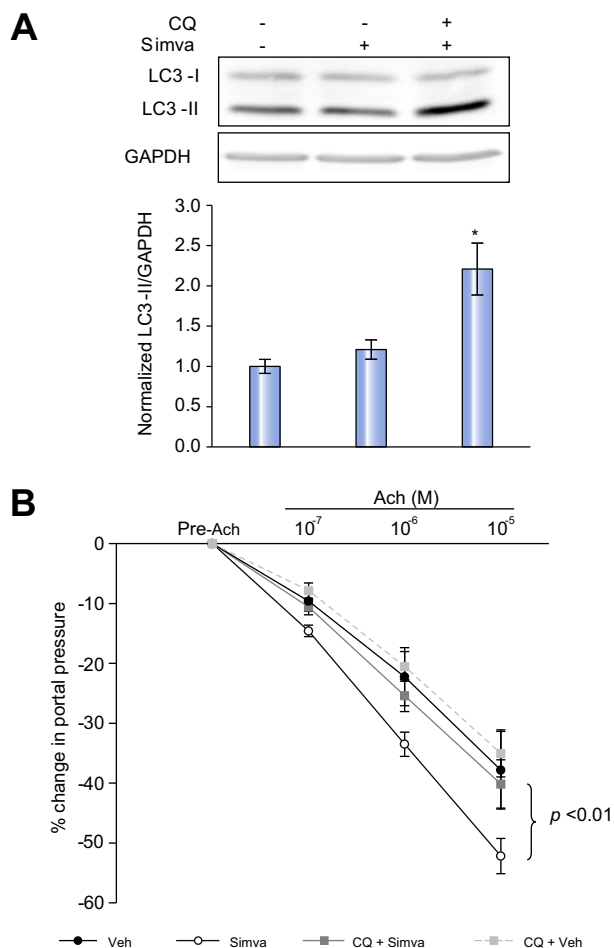 A
CQ - - +
Simva - + +
LC3-I
LC3-II
GAPDH
Normalized LC3-II/GAPDH
3.0
2.5
2.0
1.5
1.0
0.5
0.0
*
B
Ach (M)
Pre-Ach 10⁻⁷ 10⁻⁶ 10⁻⁵
% change in portal pressure
0
-10
-20
-30
-40
-50
-60
p <0.01
Veh Simva CQ + Simva CQ + Veh